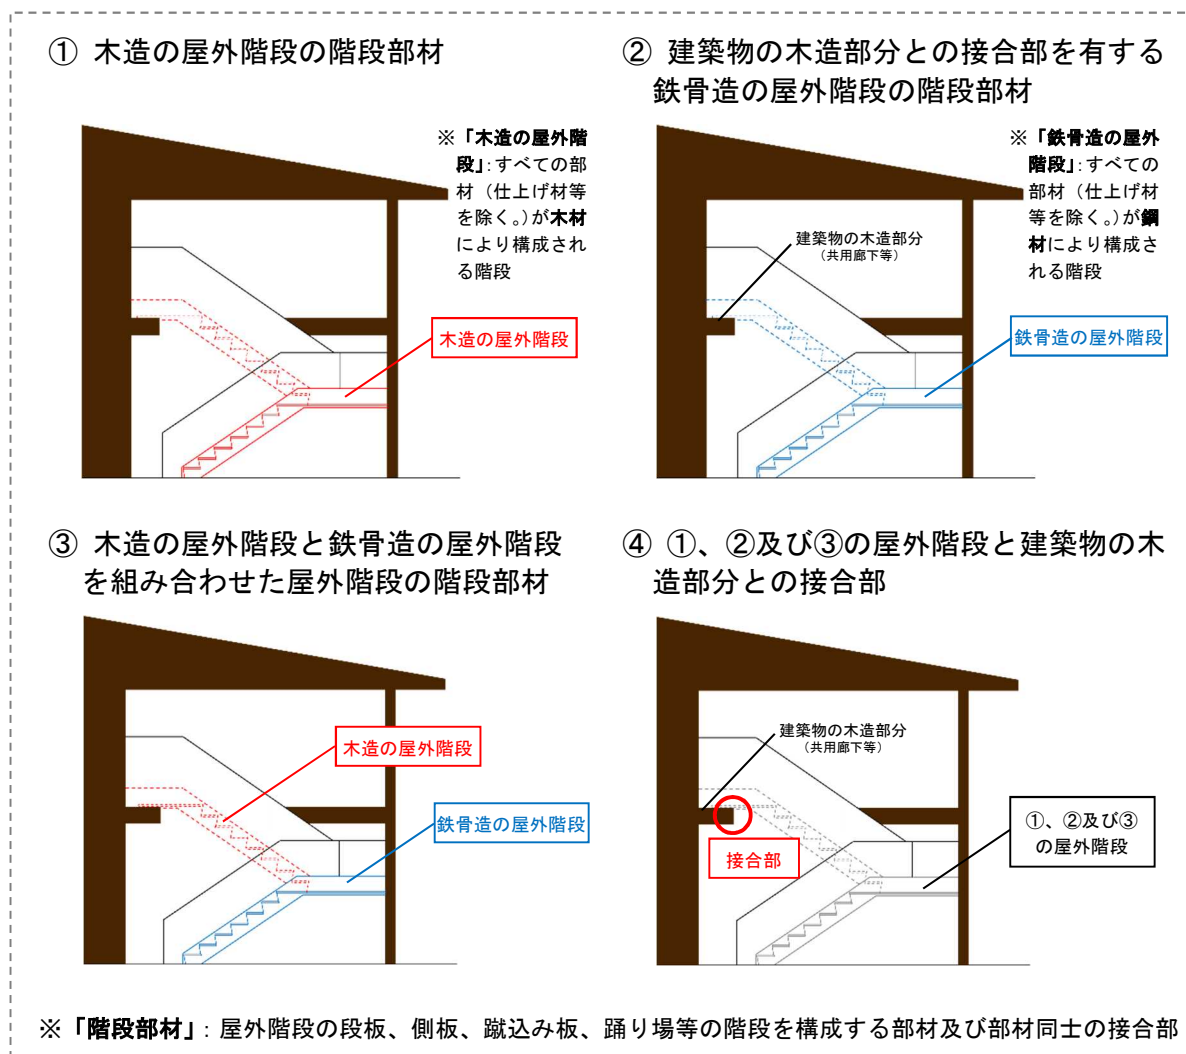 ① 木造の屋外階段の階段部材
※「木造の屋外階
段」:すべての部
材（仕上げ材等
を除く。)が木材
により構成され
る階段
木造の屋外階段
② 建築物の木造部分との接合部を有する
鉄骨造の屋外階段の階段部材
※「鉄骨造の屋外
階段」:すべての
部材（仕上げ材
等を除く。)が鋼
材により構成さ
れる階段
建築物の木造部分
（共用廊下等）
鉄骨造の屋外階段
③ 木造の屋外階段と鉄骨造の屋外階段
を組み合わせた屋外階段の階段部材
木造の屋外階段
鉄骨造の屋外階段
④ ①、②及び③の屋外階段と建築物の木
造部分との接合部
建築物の木造部分
（共用廊下等）
接合部
①、②及び③
の屋外階段
※「階段部材」: 屋外階段の段板、側板、蹴込み板、踊り場等の階段を構成する部材及び部材同士の接合部